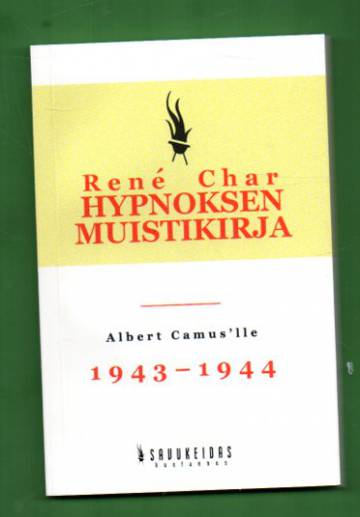 René Char
HYPNOKSEN
MUISTIKIRJA
Albert Camus'lle
1943–1944
SAVUKEIDAS
kustannus